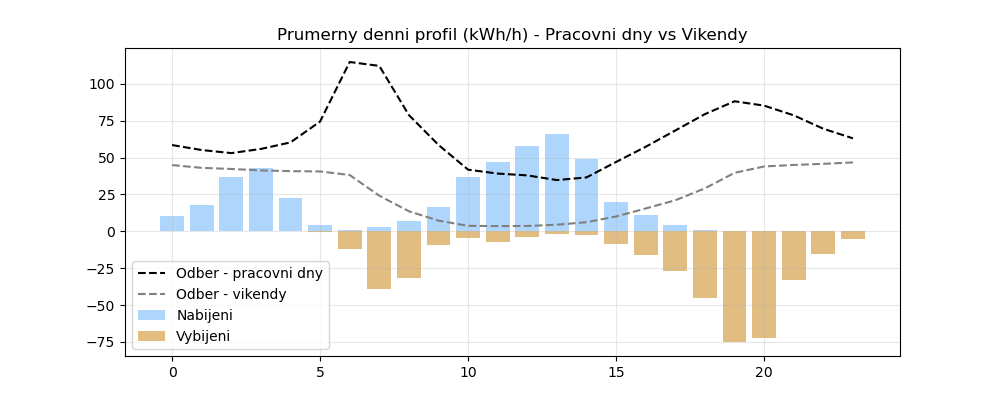 Prumerny denni profil (kWh/h) - Pracovni dny vs Vikendy
100
75
50
25
0
−25
−50
−75
Odber - pracovni dny
Odber - vikendy
Nabijeni
Vybijeni
0 5 10 15 20